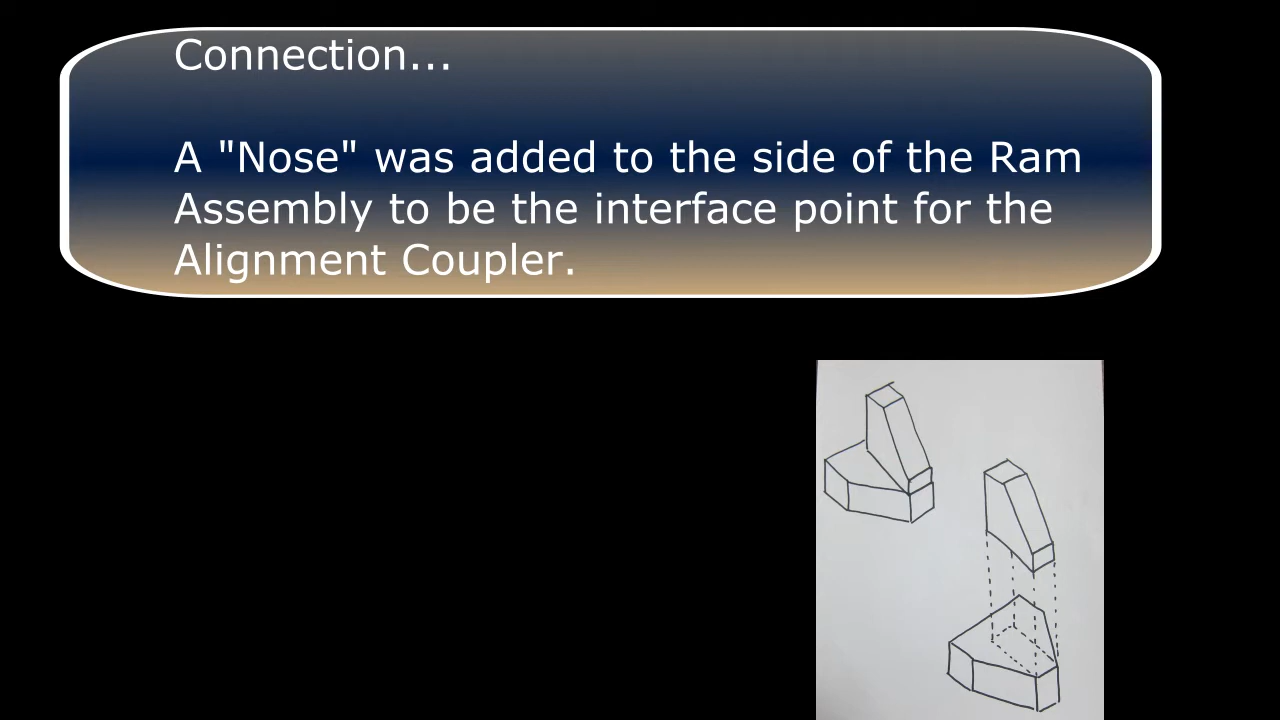 Connection...
A "Nose" was added to the side of the Ram
Assembly to be the interface point for the
Alignment Coupler.